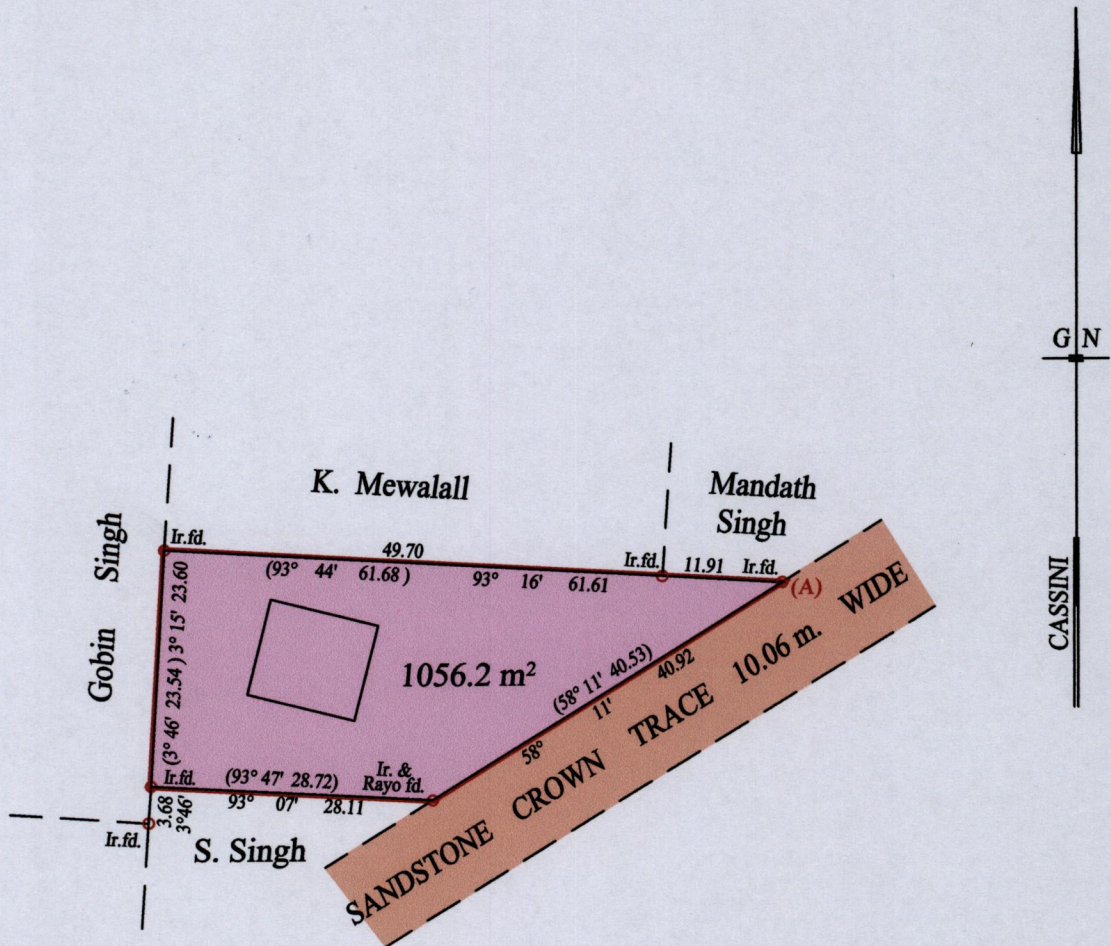 G N
CASSINI
K. Mewalall
Mandath
Singh
Gobin Singh
Ir.fd.
49.70
Ir.fd.
11.91
Ir.fd.
(93° 44' 61.68 )
93° 16' 61.61
(A)
(3° 46' 23.54 ) 3° 15' 23.60
1056.2 m²
(58° 11' 40.53)
58° 11' 40.92
SANDSTONE CROWN TRACE 10.06 m. WIDE
Ir.fd.
(93° 47' 28.72)
Ir. &
Rayo fd.
93° 07' 28.11
3.68
3°46'
Ir.fd.
S. Singh